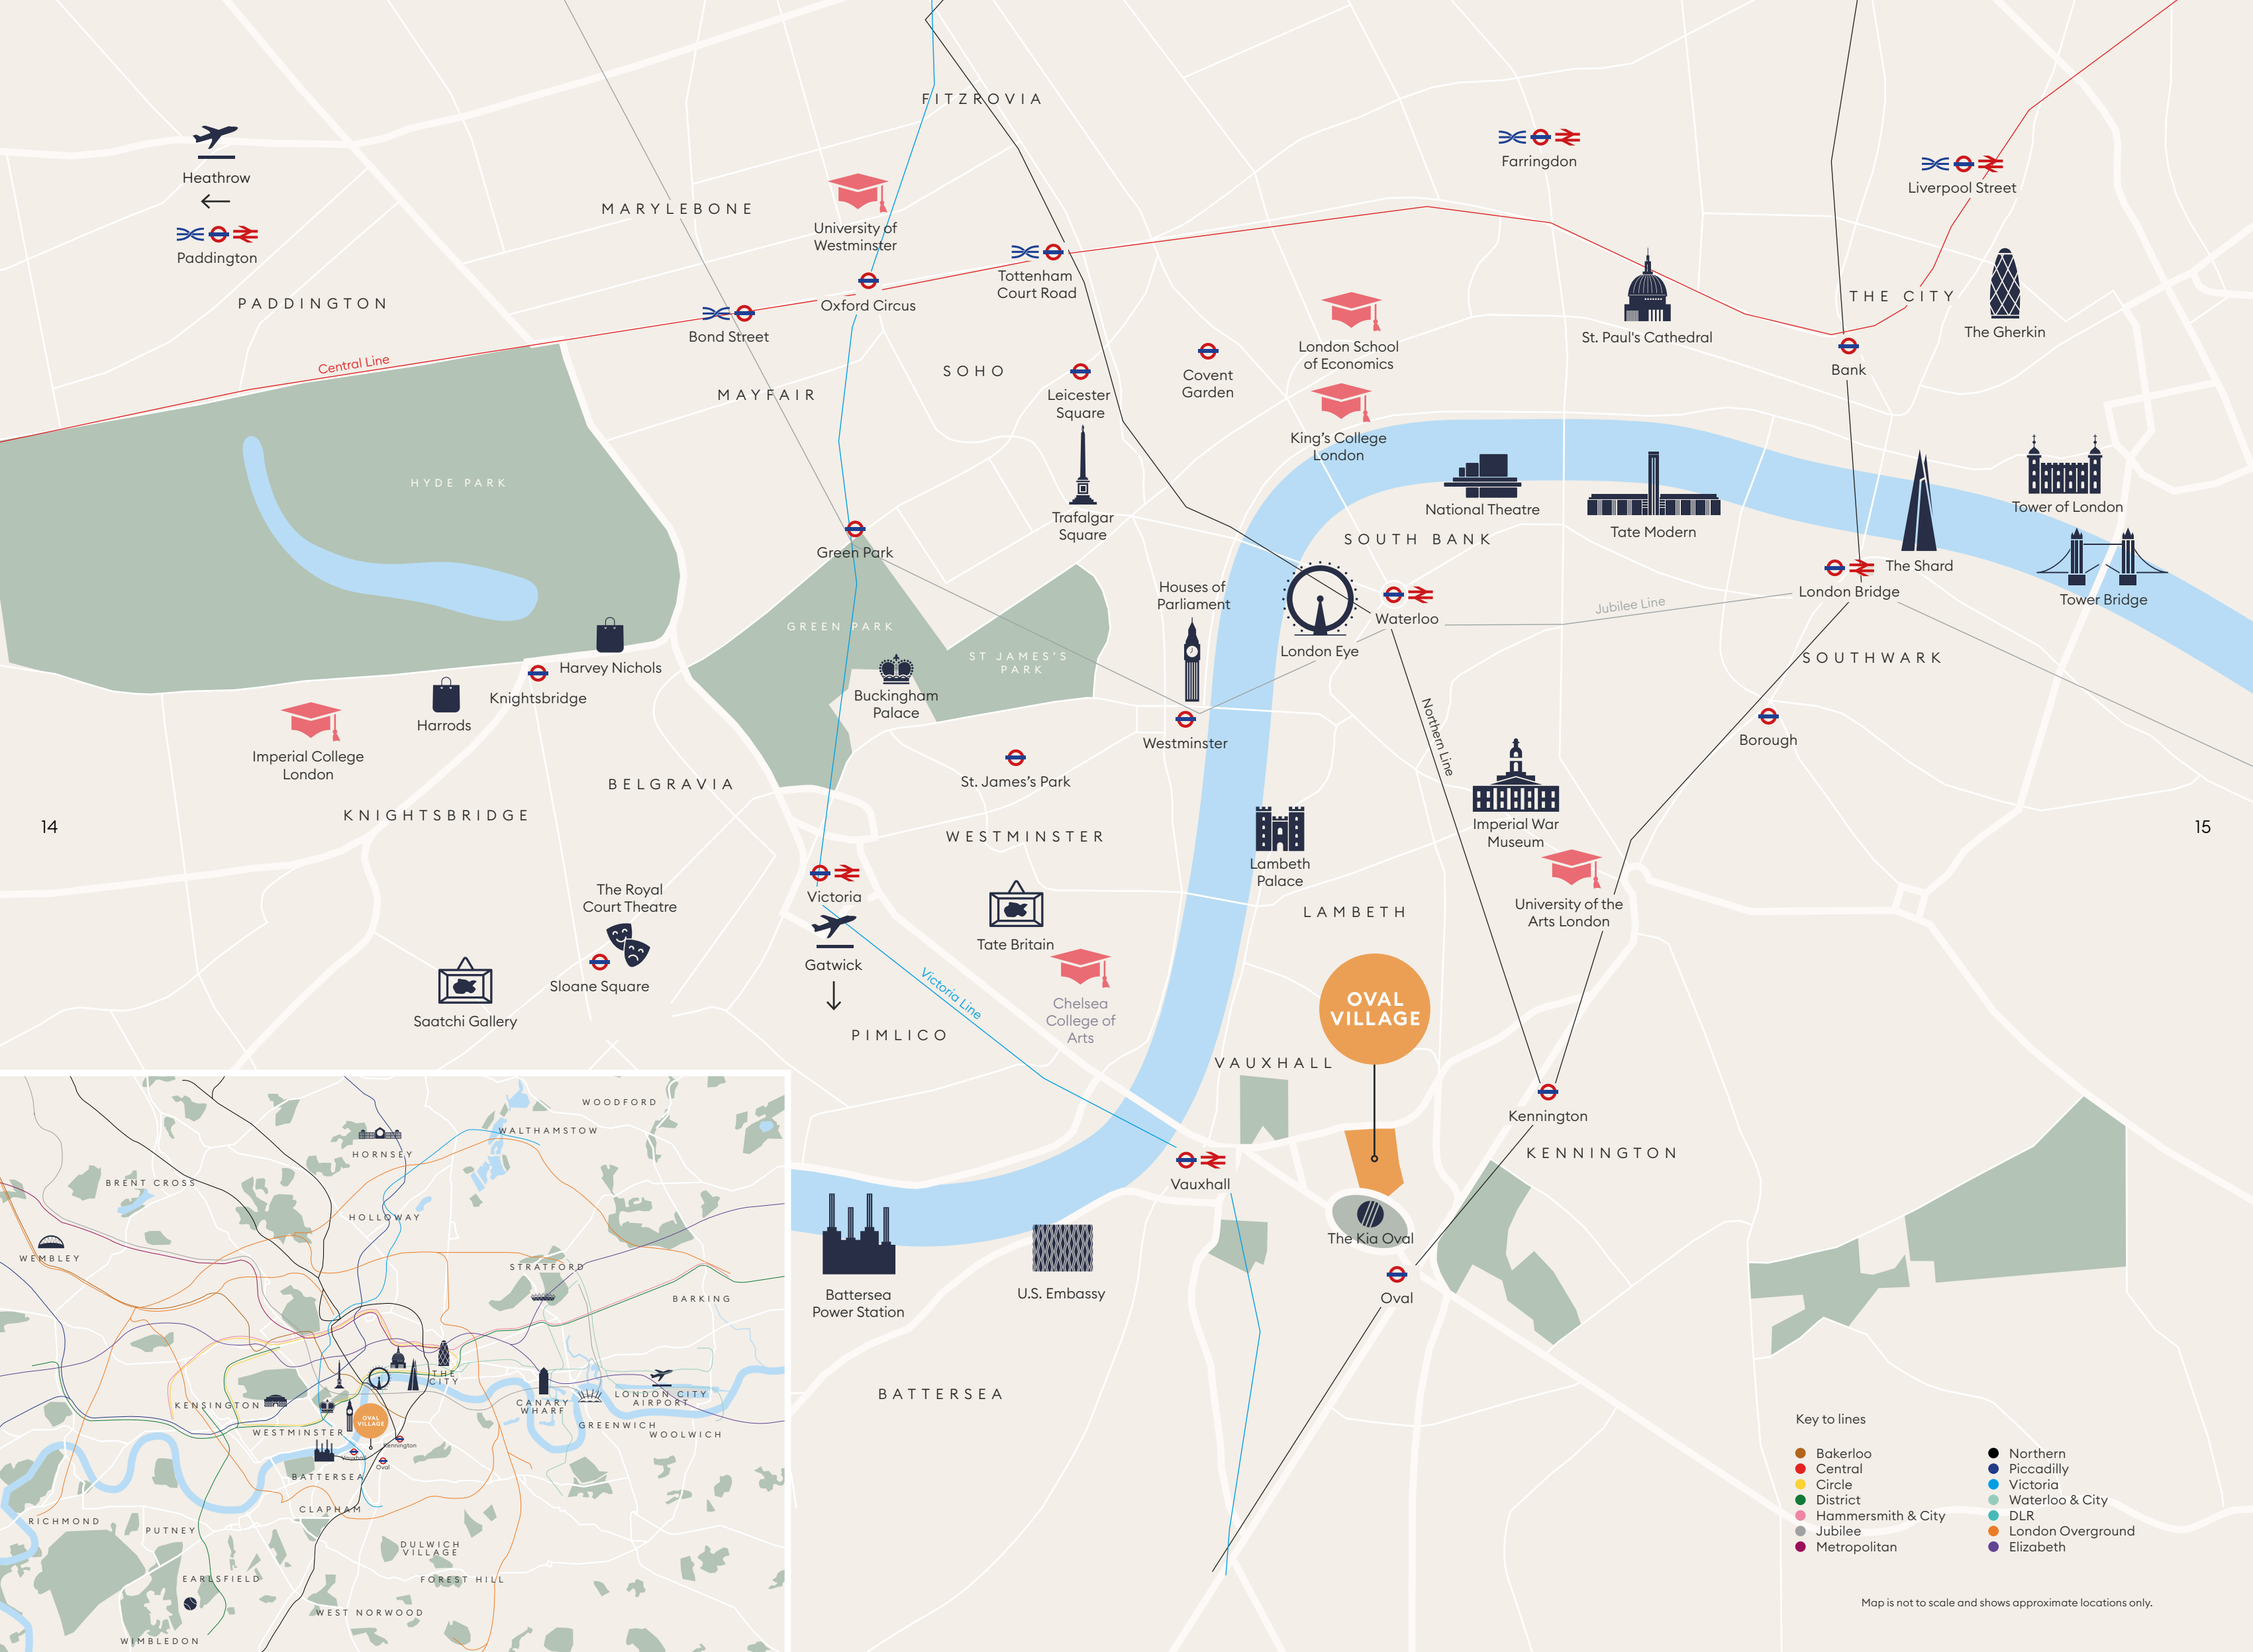 FITZROVIA
Heathrow
Paddington
PADDINGTON
MARYLEBONE
University of
Westminster
Farringdon
Liverpool Street
Tottenham
Court Road
Oxford Circus
Bond Street
Central Line
MAYFAIR
SOHO
Leicester
Square
Covent
Garden
London School
of Economics
King's College
London
St. Paul's Cathedral
THE CITY
The Gherkin
Bank
HYDE PARK
Trafalgar
Square
National Theatre
SOUTH BANK
Tate Modern
Tower of London
The Shard
London Bridge
Tower Bridge
Green Park
GREEN PARK
ST JAMES'S
PARK
Buckingham
Palace
Houses of
Parliament
London Eye
Waterloo
Jubilee Line
SOUTHWARK
Harvey Nichols
Knightsbridge
Harrods
Imperial College
London
KNIGHTSBRIDGE
BELGRAVIA
St. James's Park
Westminster
WESTMINSTER
Northern Line
Borough
Imperial War
Museum
Lambeth
Palace
University of the
Arts London
LAMBETH
14
15
The Royal
Court Theatre
Sloane Square
Saatchi Gallery
Victoria
Gatwick
Victoria Line
Tate Britain
Chelsea
College of
Arts
PIMLICO
OVAL
VILLAGE
VAUXHALL
Kennington
KENNINGTON
Vauxhall
The Kia Oval
Oval
Battersea
Power Station
U.S. Embassy
BATTERSEA
WOODFORD
WALTHAMSTOW
HORNSEY
BRENT CROSS
HOLLOWAY
WEMBLEY
STRATFORD
BARKING
THE
CITY
KENSINGTON
CANARY
WHARF
LONDON CITY
AIRPORT
OVAL
VILLAGE
GREENWICH
WOOLWICH
WESTMINSTER
Kennington
Vauxhall
Oval
BATTERSEA
CLAPHAM
RICHMOND
PUTNEY
DULWICH
VILLAGE
EARLSFIELD
FOREST HILL
WEST NORWOOD
WIMBLEDON
Key to lines
Bakerloo
Central
Circle
District
Hammersmith & City
Jubilee
Metropolitan
Northern
Piccadilly
Victoria
Waterloo & City
DLR
London Overground
Elizabeth
Map is not to scale and shows approximate locations only.